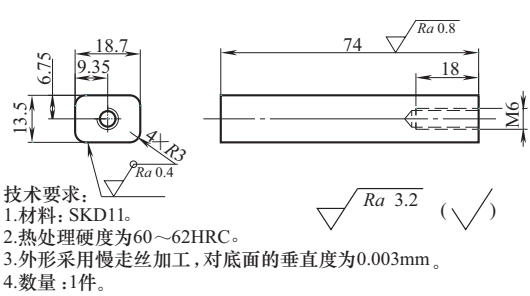 18.7
9.35
6.75
13.5
4×R3
Ra 0.4
74
Ra 0.8
18
M6
Ra 3.2
(√)
技术要求:
1.材料: SKD11。
2.热处理硬度为60～62HRC。
3.外形采用慢走丝加工,对底面的垂直度为0.003mm。
4.数量:1件。